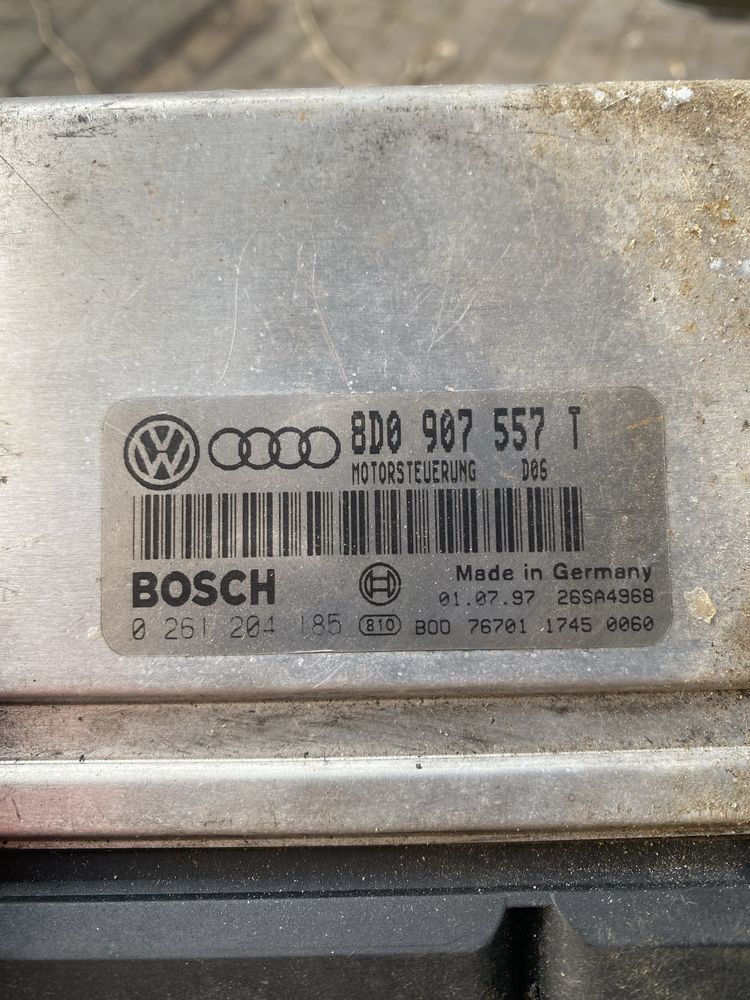 8D0 907 557 T
MOTORSTEUERUNG D06
BOSCH
Made in Germany
01.07.97 26SA4968
0 261 204 185 810 B00 76701 1745 0060